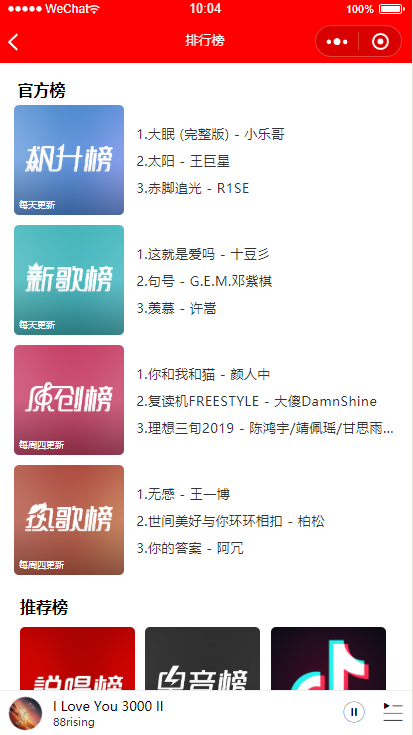 WeChat
10:04
100%
排行榜
官方榜
飙升榜
每天更新
1.大眠 (完整版) - 小乐哥
2.太阳 - 王巨星
3.赤脚追光 - R1SE
新歌榜
每天更新
1.这就是爱吗 - 十豆彡
2.句号 - G.E.M.邓紫棋
3.羡慕 - 许嵩
原创榜
每周四更新
1.你和我和猫 - 颜人中
2.复读机FREESTYLE - 大傻DamnShine
3.理想三旬2019 - 陈鸿宇/靖佩瑶/甘思雨...
热歌榜
每周四更新
1.无感 - 王一博
2.世间美好与你环环相扣 - 柏松
3.你的答案 - 阿冗
推荐榜
说唱榜
I Love You 3000 II
88rising